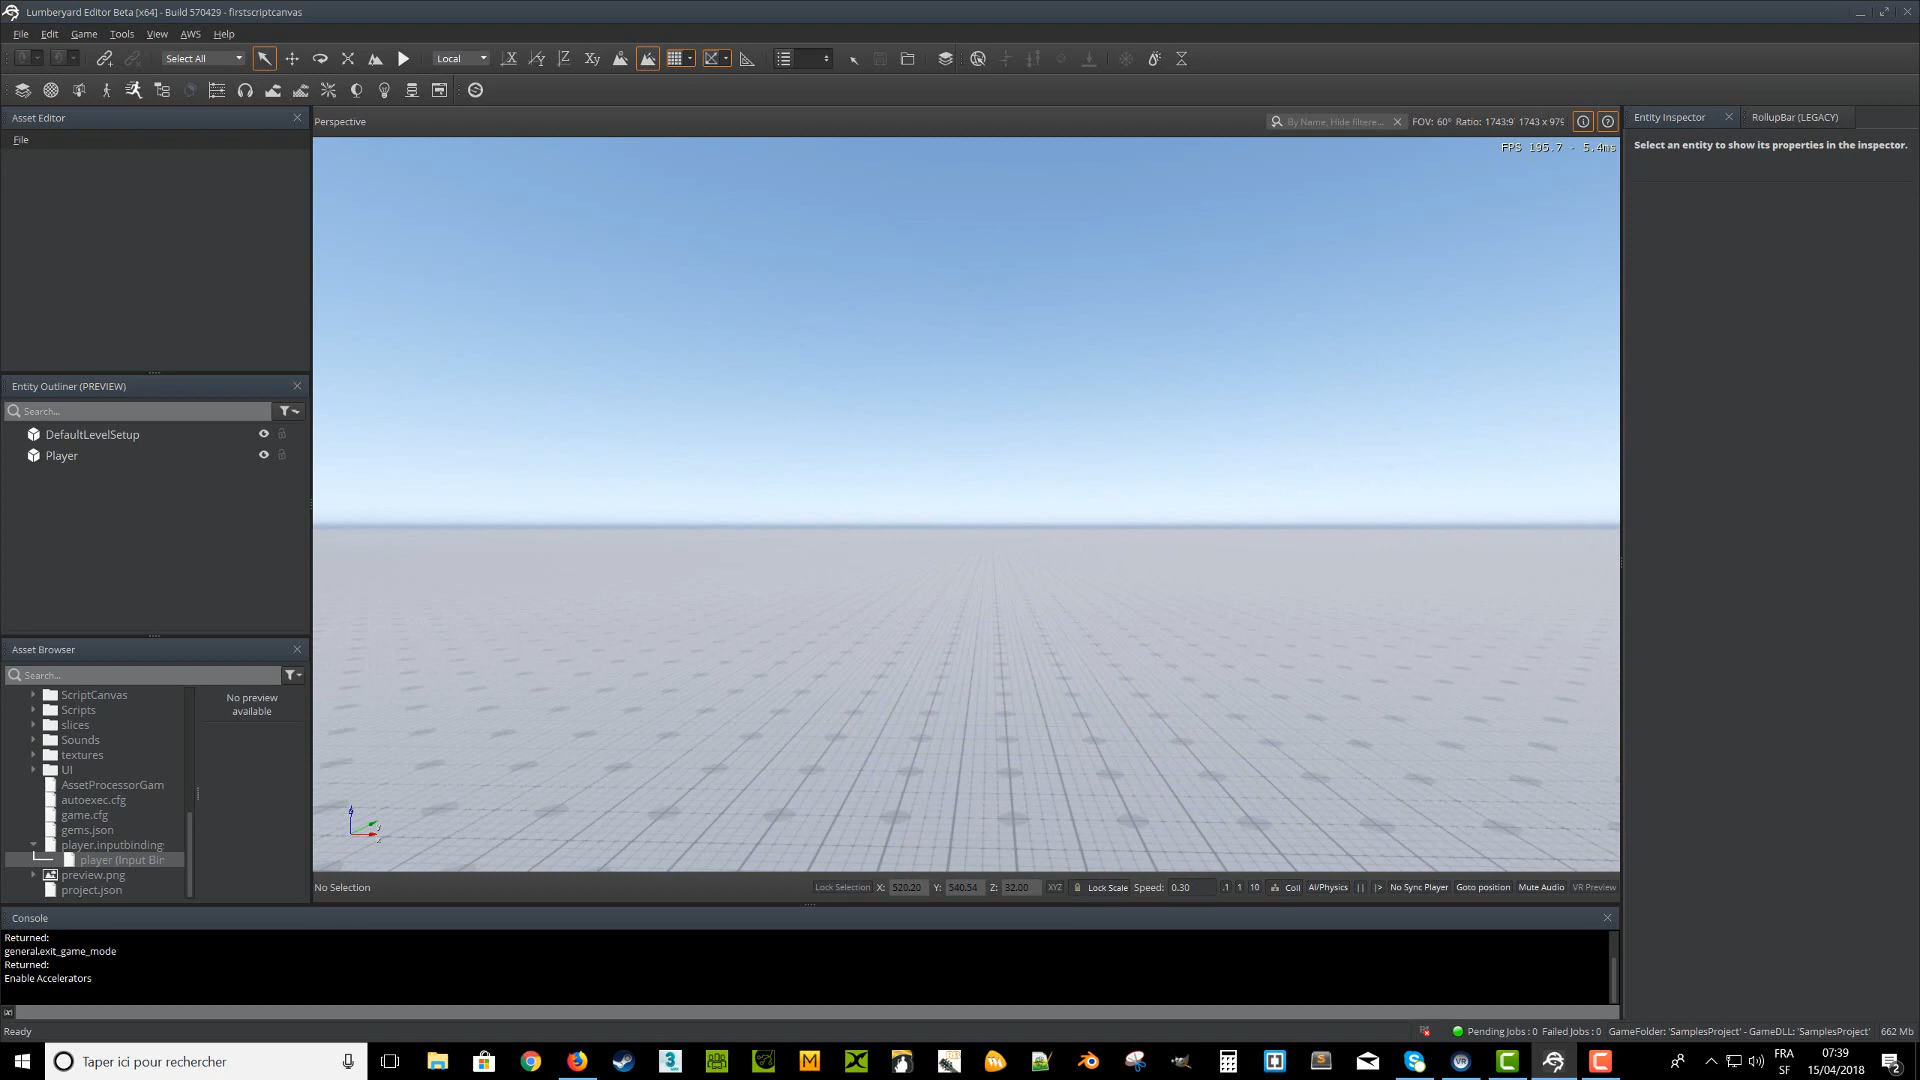 Lumberyard Editor Beta [x64] - Build 570429 - firstscriptcanvas
File Edit Game Tools View AWS Help
Select All Local
Asset Editor
File
Perspective
By Name, Hide filtere...
FOV: 60° Ratio: 1743:9 1743 x 979
FPS 195.7 - 5.4ms
Entity Inspector
RollupBar (LEGACY)
Select an entity to show its properties in the inspector.
Entity Outliner (PREVIEW)
Search...
DefaultLevelSetup
Player
Asset Browser
Search...
ScriptCanvas
Scripts
slices
Sounds
textures
UI
AssetProcessorGam
autoexec.cfg
game.cfg
gems.json
player.inputbinding
player (Input Bin
preview.png
project.json
No preview
available
No Selection
Lock Selection X: 520.20 Y: 540.54 Z: 32.00 XYZ Lock Scale Speed: 0.30 .1 1 10 Coll AI/Physics No Sync Player Goto position Mute Audio VR Preview
Console
Returned:
general.exit_game_mode
Returned:
Enable Accelerators
Ready
Pending Jobs : 0 Failed Jobs : 0 GameFolder: 'SamplesProject' - GameDLL: 'SamplesProject' 662 Mb
Taper ici pour rechercher
FRA
SF
07:39
15/04/2018
2